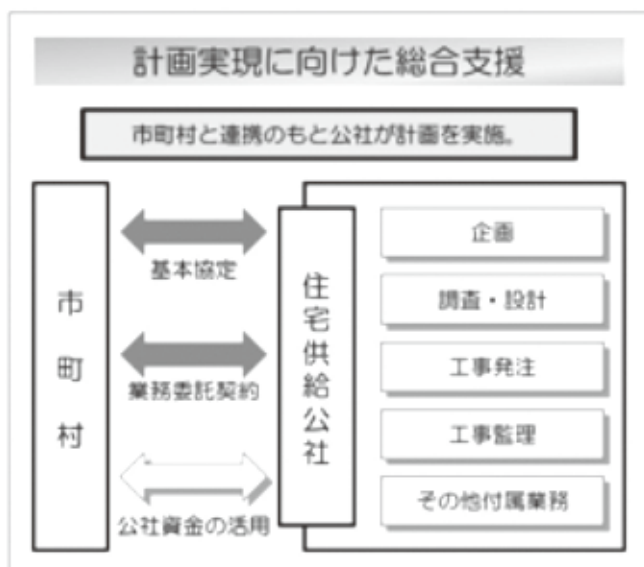 計画実現に向けた総合支援
市町村と連携のもと公社が計画を実施。
市町村
基本協定
業務委託契約
公社資金の活用
住宅供給公社
企画
調査・設計
工事発注
工事監理
その他付属業務